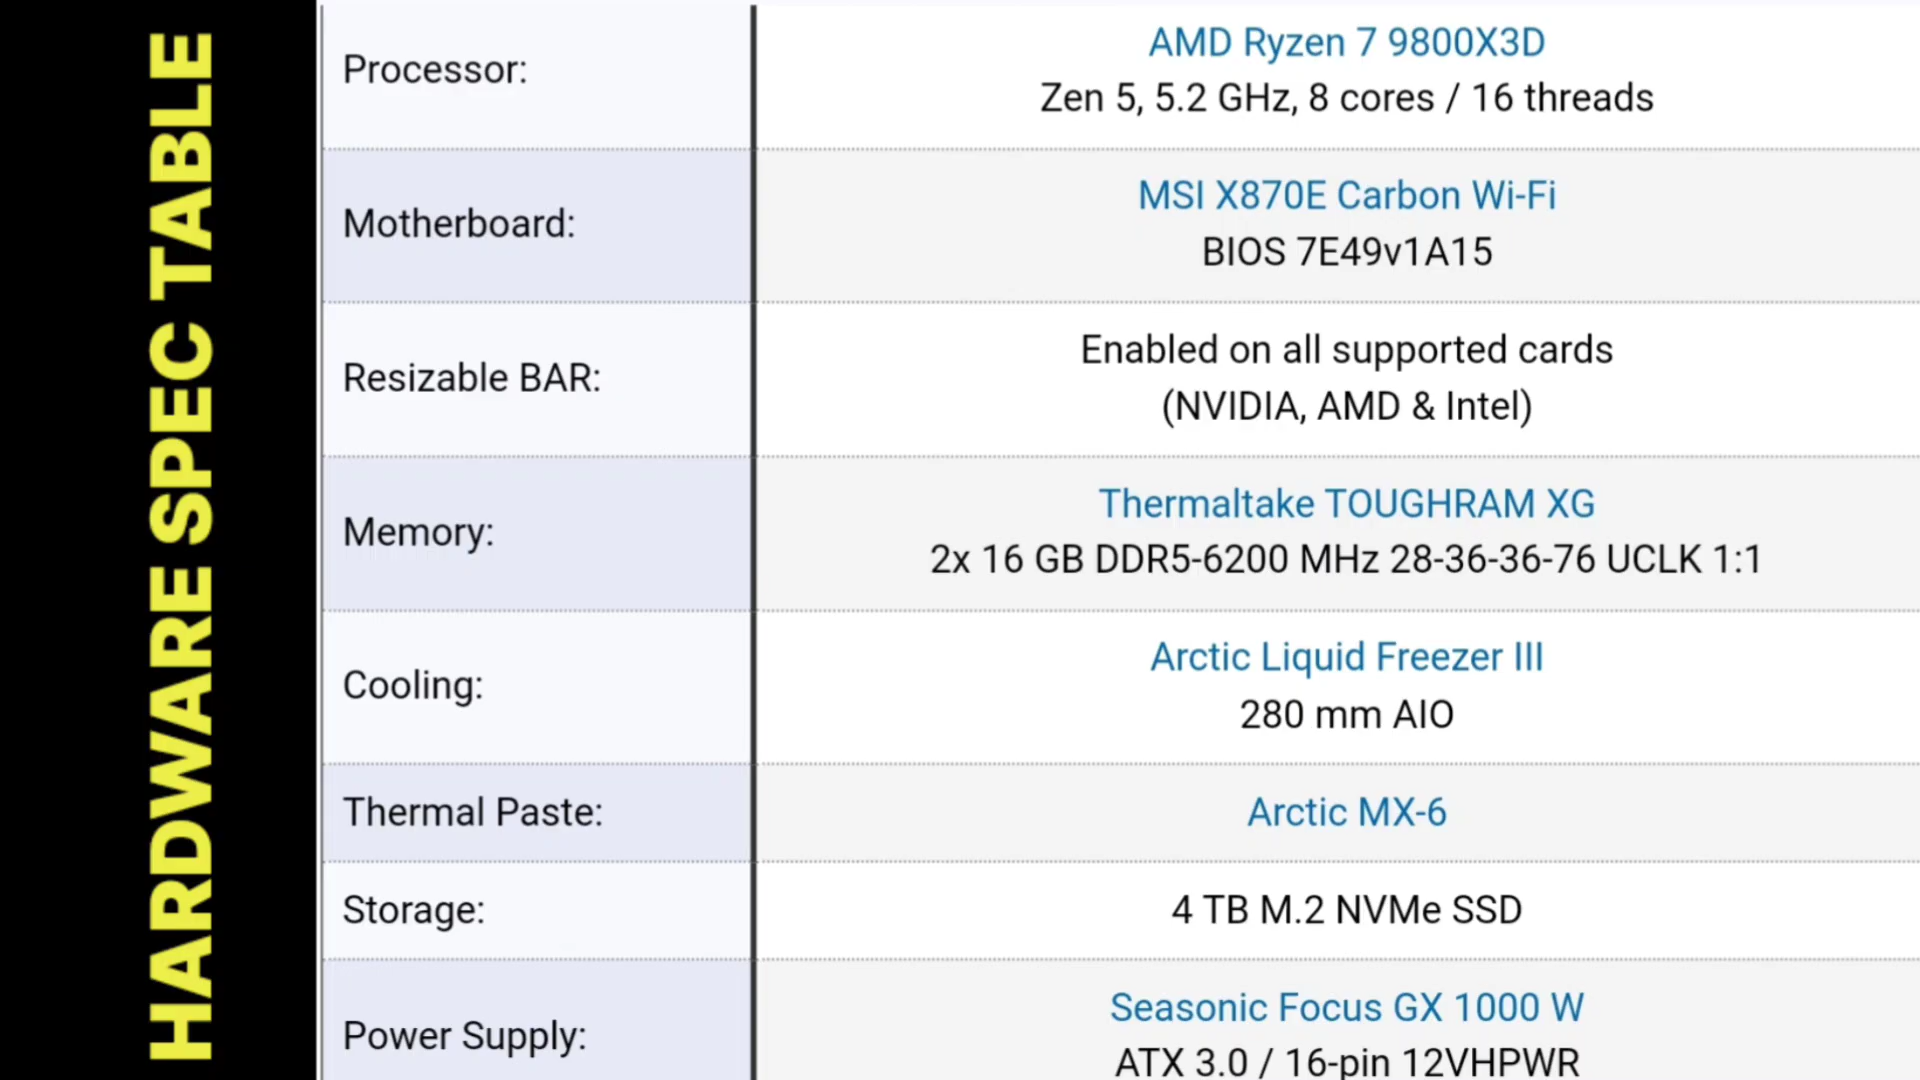 HARDWARE SPEC TABLE
Processor:
AMD Ryzen 7 9800X3D
Zen 5, 5.2 GHz, 8 cores / 16 threads
Motherboard:
MSI X870E Carbon Wi-Fi
BIOS 7E49v1A15
Resizable BAR:
Enabled on all supported cards
(NVIDIA, AMD & Intel)
Memory:
Thermaltake TOUGHRAM XG
2x 16 GB DDR5-6200 MHz 28-36-36-76 UCLK 1:1
Cooling:
Arctic Liquid Freezer III
280 mm AIO
Thermal Paste:
Arctic MX-6
Storage:
4 TB M.2 NVMe SSD
Power Supply:
Seasonic Focus GX 1000 W
ATX 3.0 / 16-pin 12VHPWR